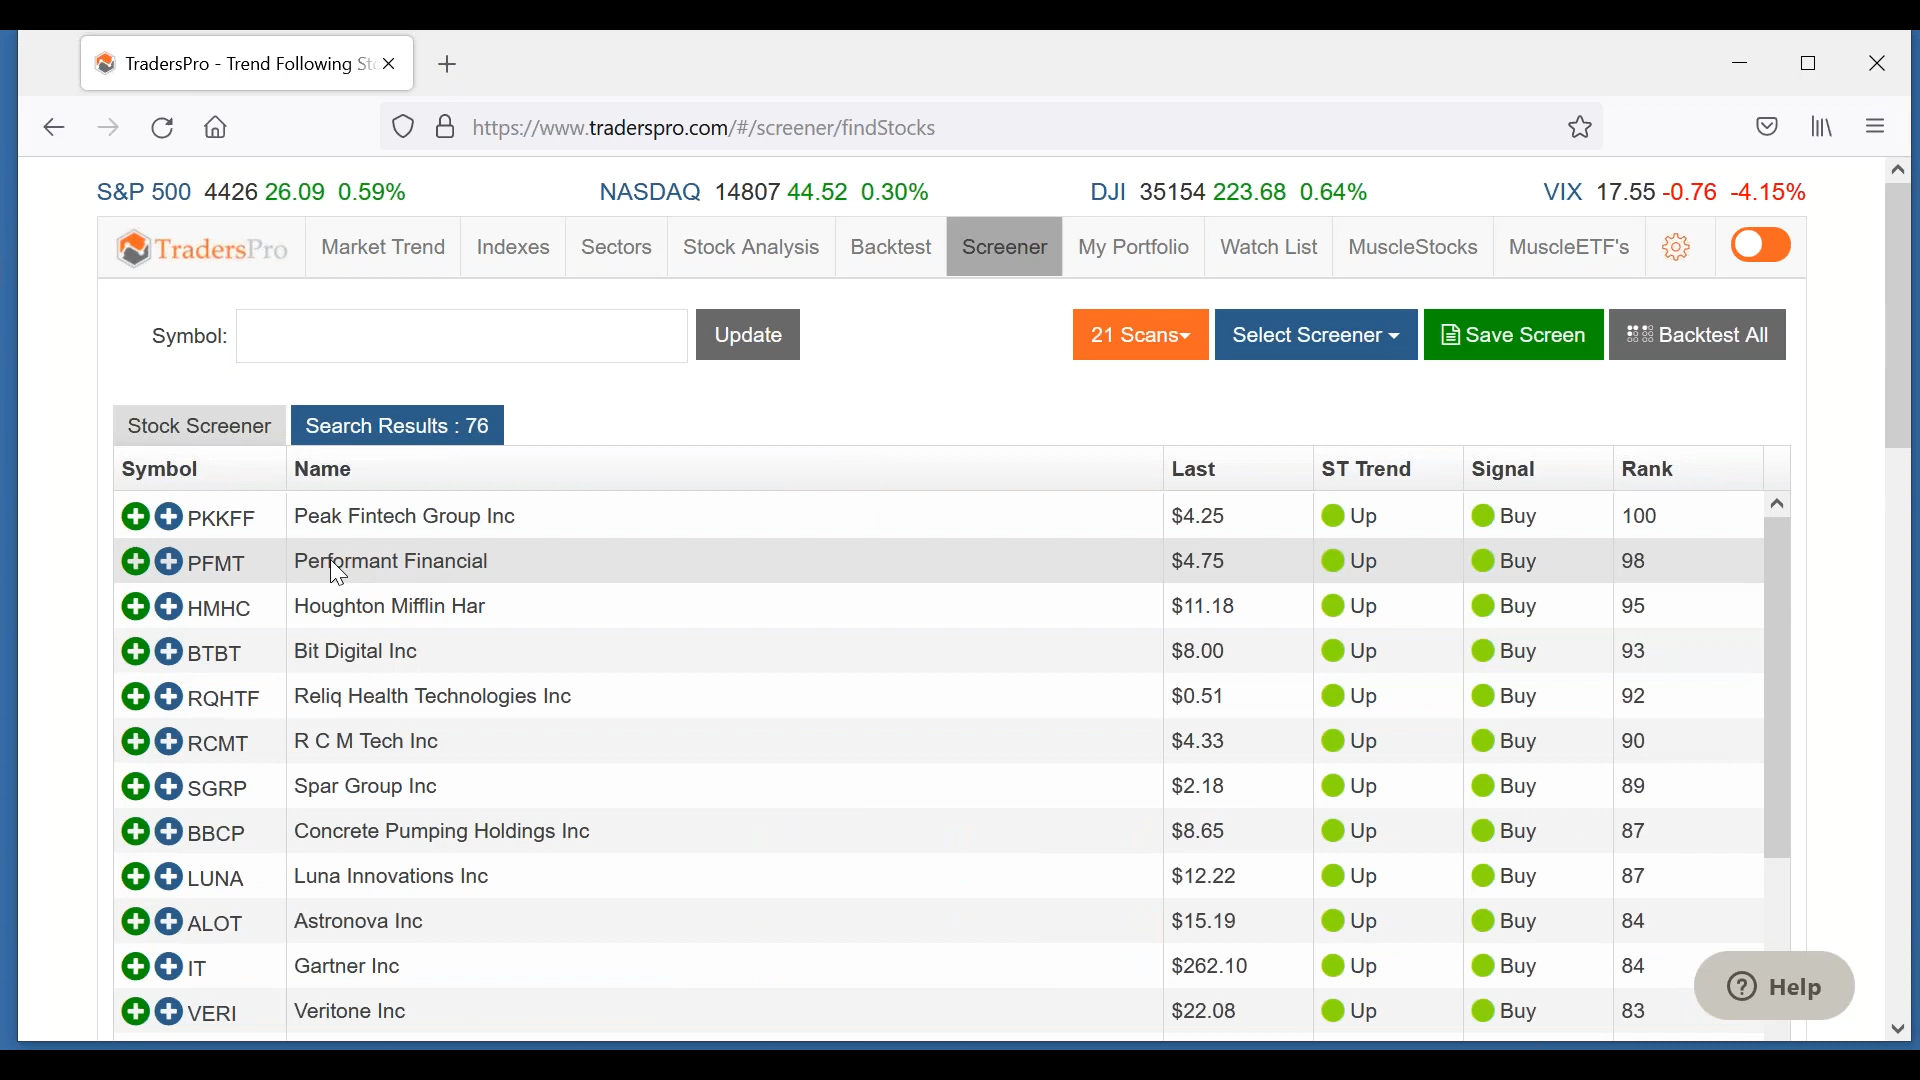 TradersPro - Trend Following Sto
https://www.traderspro.com/#/screener/findStocks
S&P 500 4426 26.09 0.59% NASDAQ 14807 44.52 0.30% DJI 35154 223.68 0.64% VIX 17.55 -0.76 -4.15%
TradersPro Market Trend Indexes Sectors Stock Analysis Backtest Screener My Portfolio Watch List MuscleStocks MuscleETF's
Symbol: Update 21 Scans Select Screener Save Screen Backtest All
Stock Screener Search Results : 76
Symbol Name Last ST Trend Signal Rank
PKKFF Peak Fintech Group Inc $4.25 Up Buy 100
PFMT Performant Financial $4.75 Up Buy 98
HMHC Houghton Mifflin Har $11.18 Up Buy 95
BTBT Bit Digital Inc $8.00 Up Buy 93
RQHTF Reliq Health Technologies Inc $0.51 Up Buy 92
RCMT R C M Tech Inc $4.33 Up Buy 90
SGRP Spar Group Inc $2.18 Up Buy 89
BBCP Concrete Pumping Holdings Inc $8.65 Up Buy 87
LUNA Luna Innovations Inc $12.22 Up Buy 87
ALOT Astronova Inc $15.19 Up Buy 84
IT Gartner Inc $262.10 Up Buy 84
VERI Veritone Inc $22.08 Up Buy 83
? Help